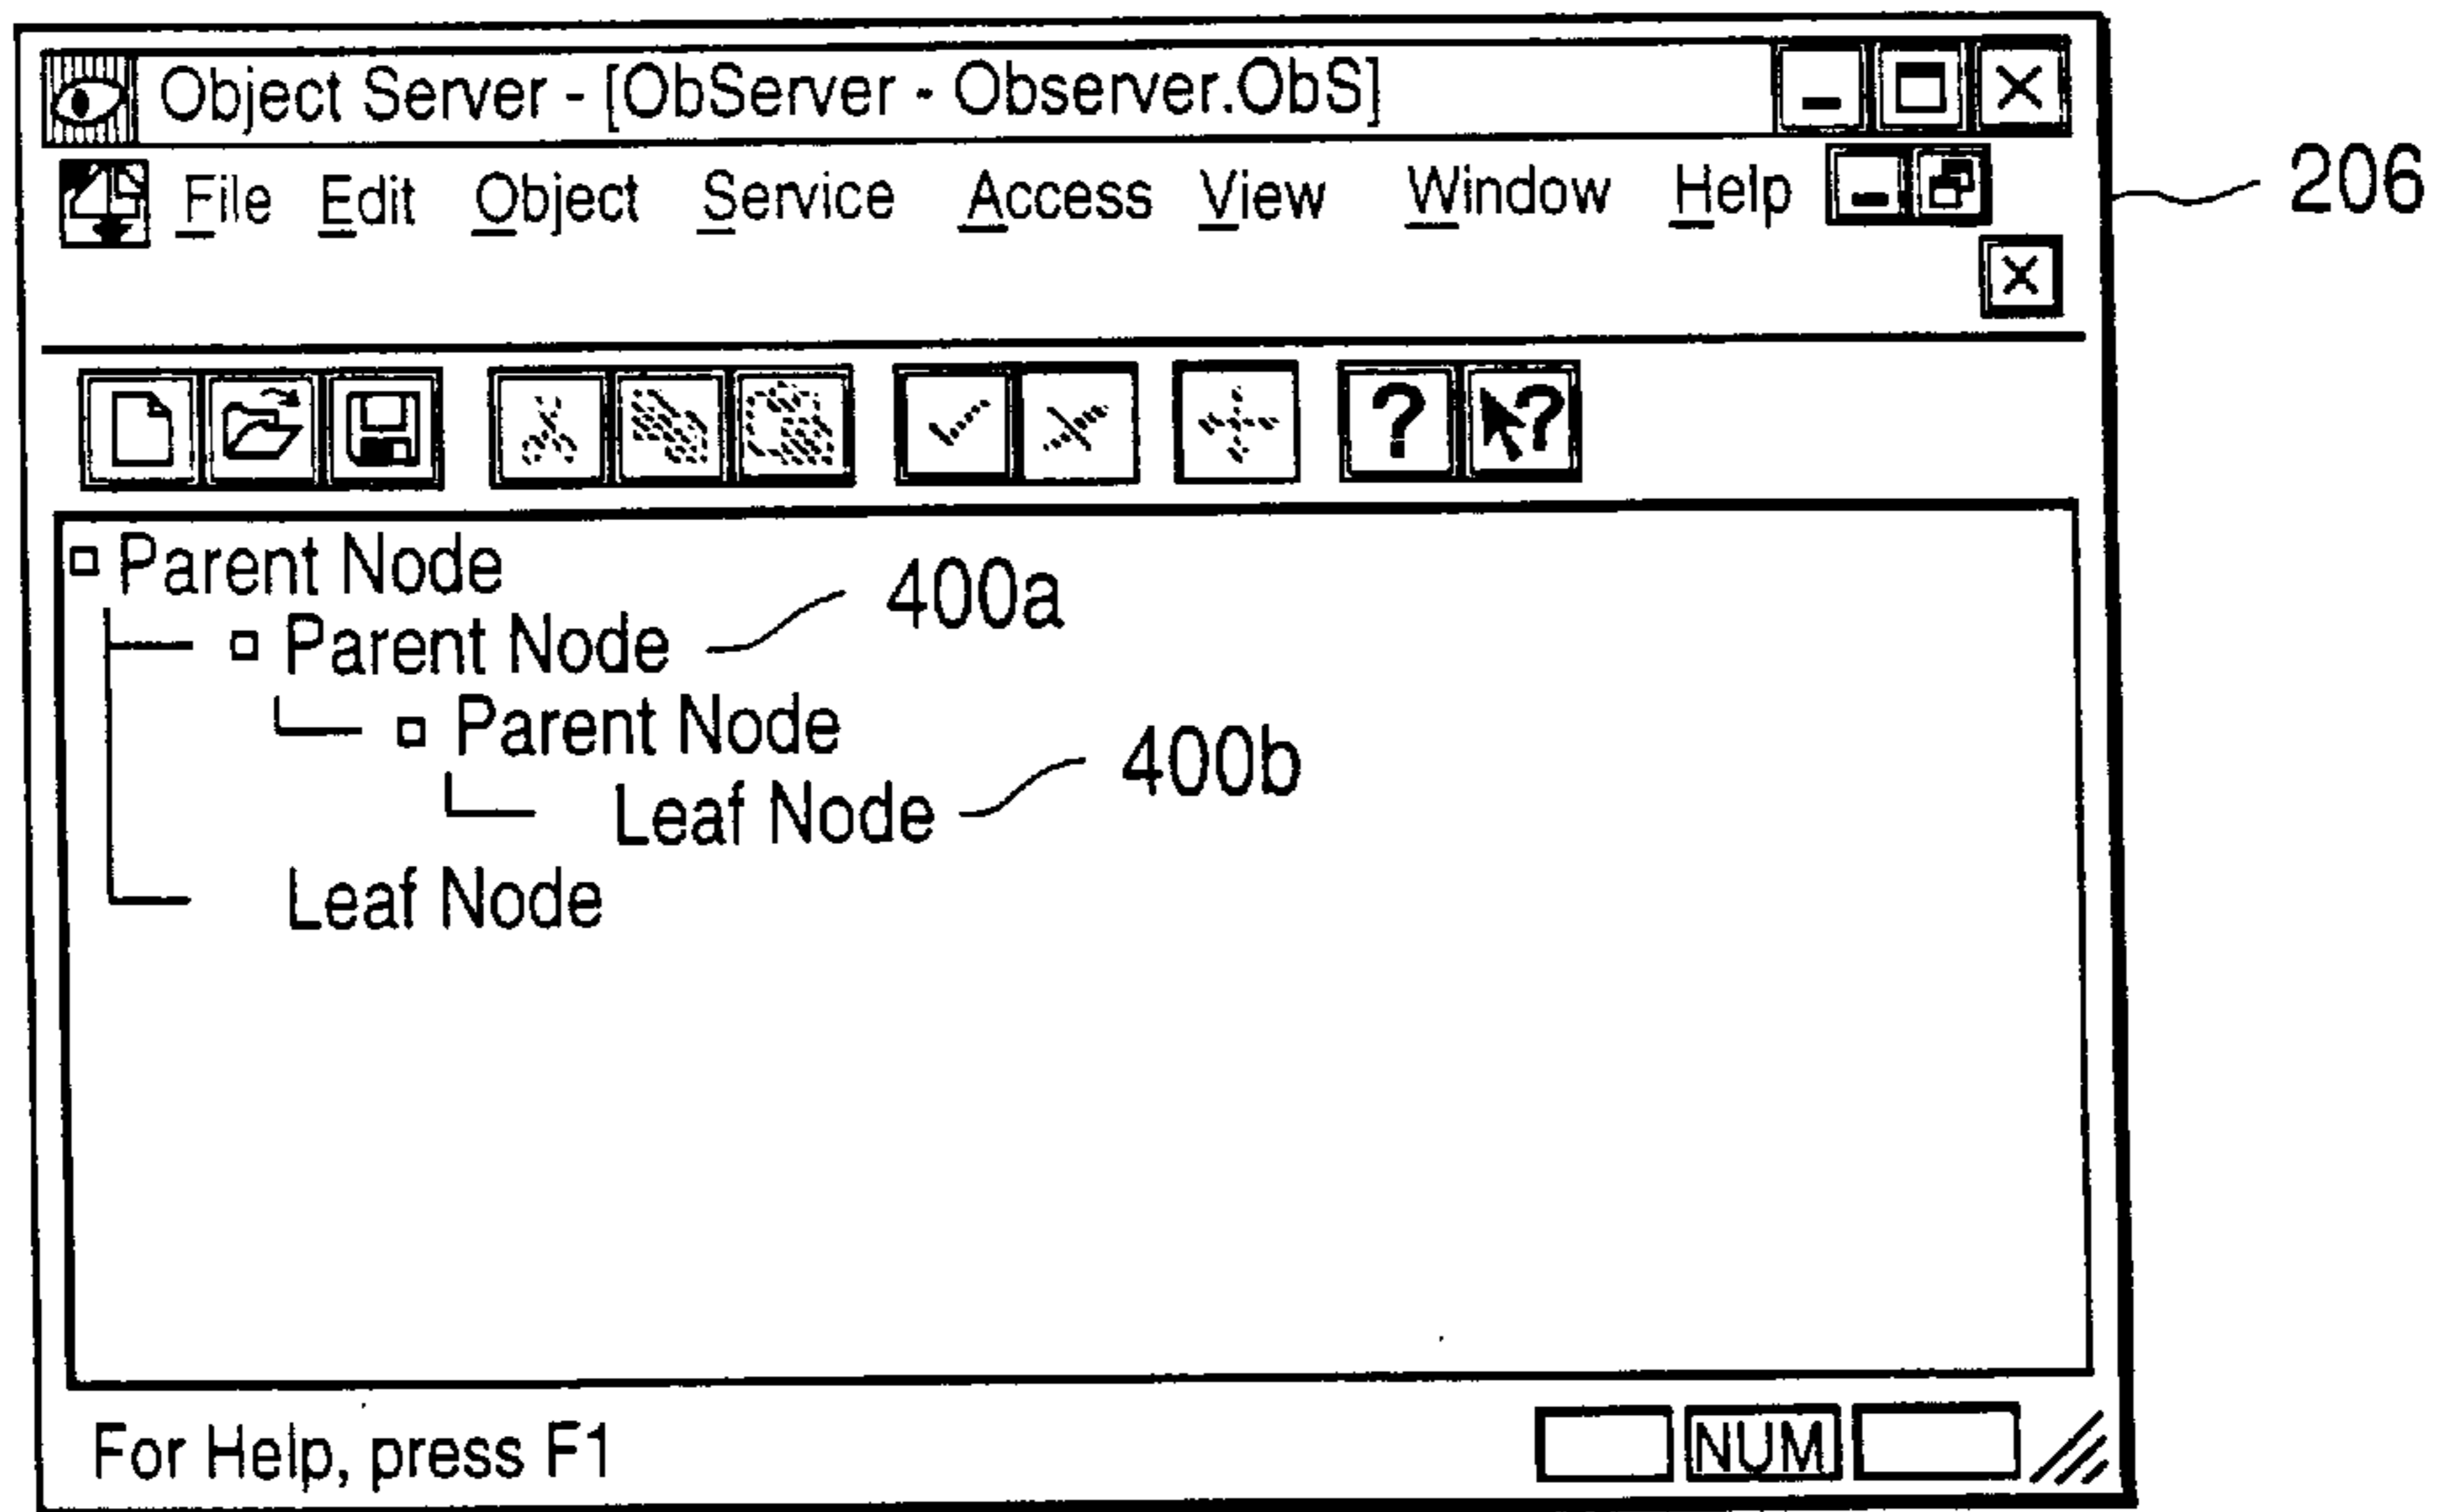 Object Server - [ObServer - Observer.ObS]
File Edit Object Service Access View Window Help
206
Parent Node
Parent Node
400a
Parent Node
Leaf Node
400b
Leaf Node
For Help, press F1
NUM